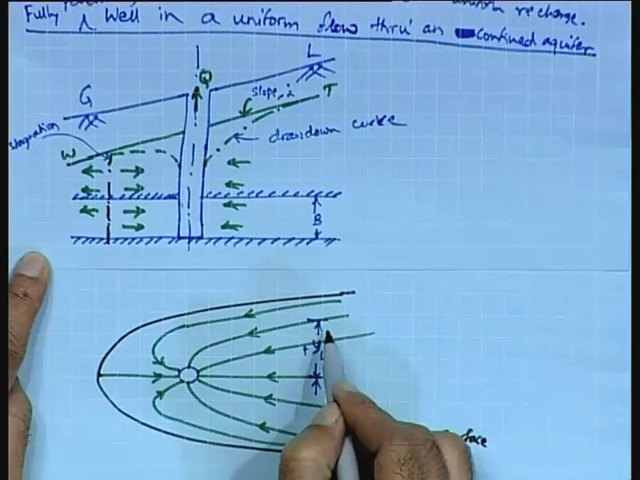 Fully ∧ Well in a uniform flow thru' an Confined aquifer
recharge.
L
Q
G
slope, i
T
drawdown curve
stagnation
W
B
+y
L
face